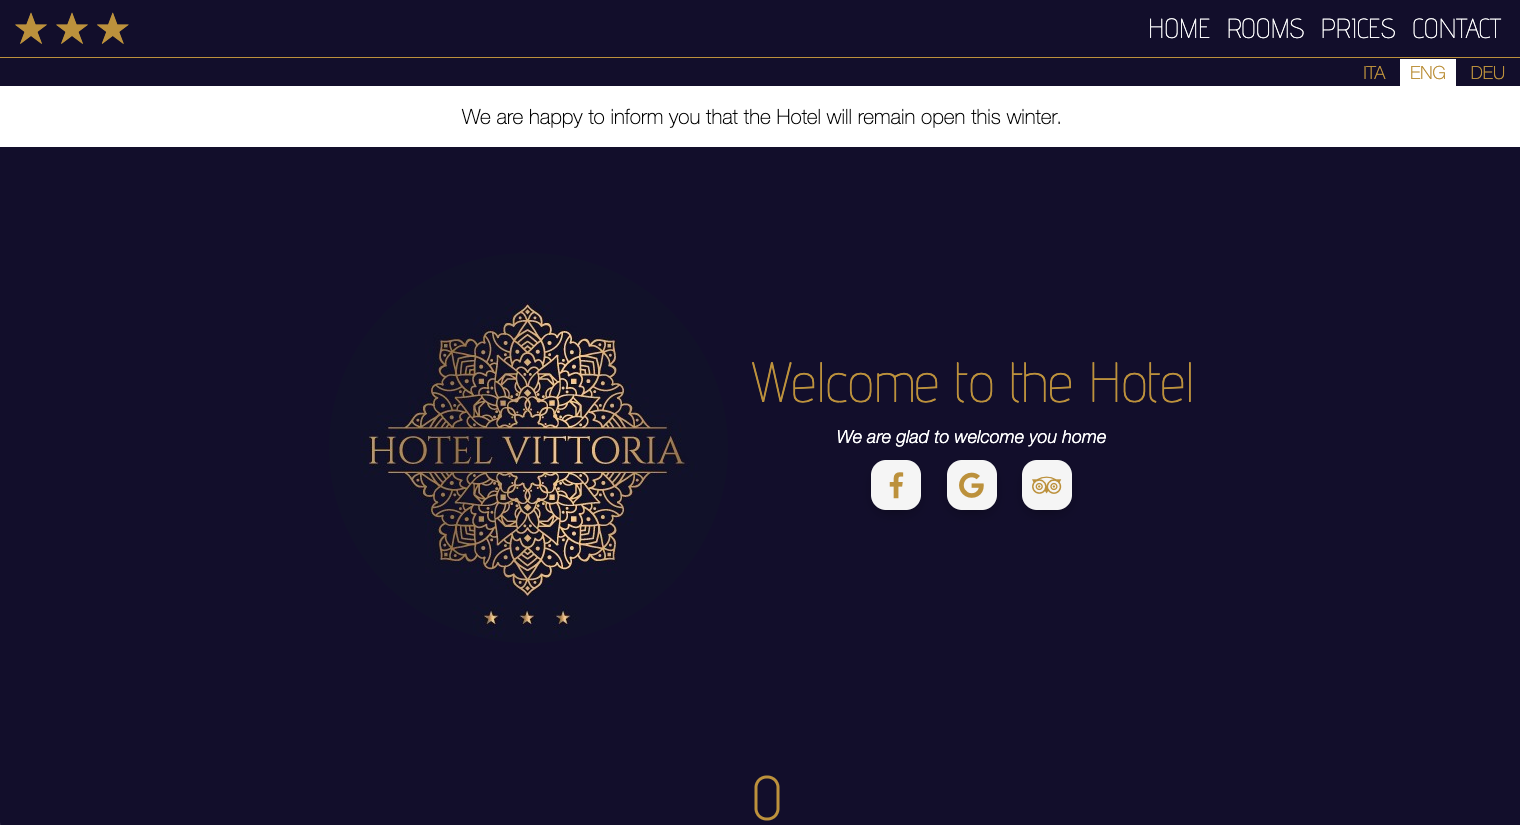 HOME ROOMS PRICES CONTACT
ITA ENG DEU
We are happy to inform you that the Hotel will remain open this winter.
HOTEL VITTORIA
Welcome to the Hotel
We are glad to welcome you home